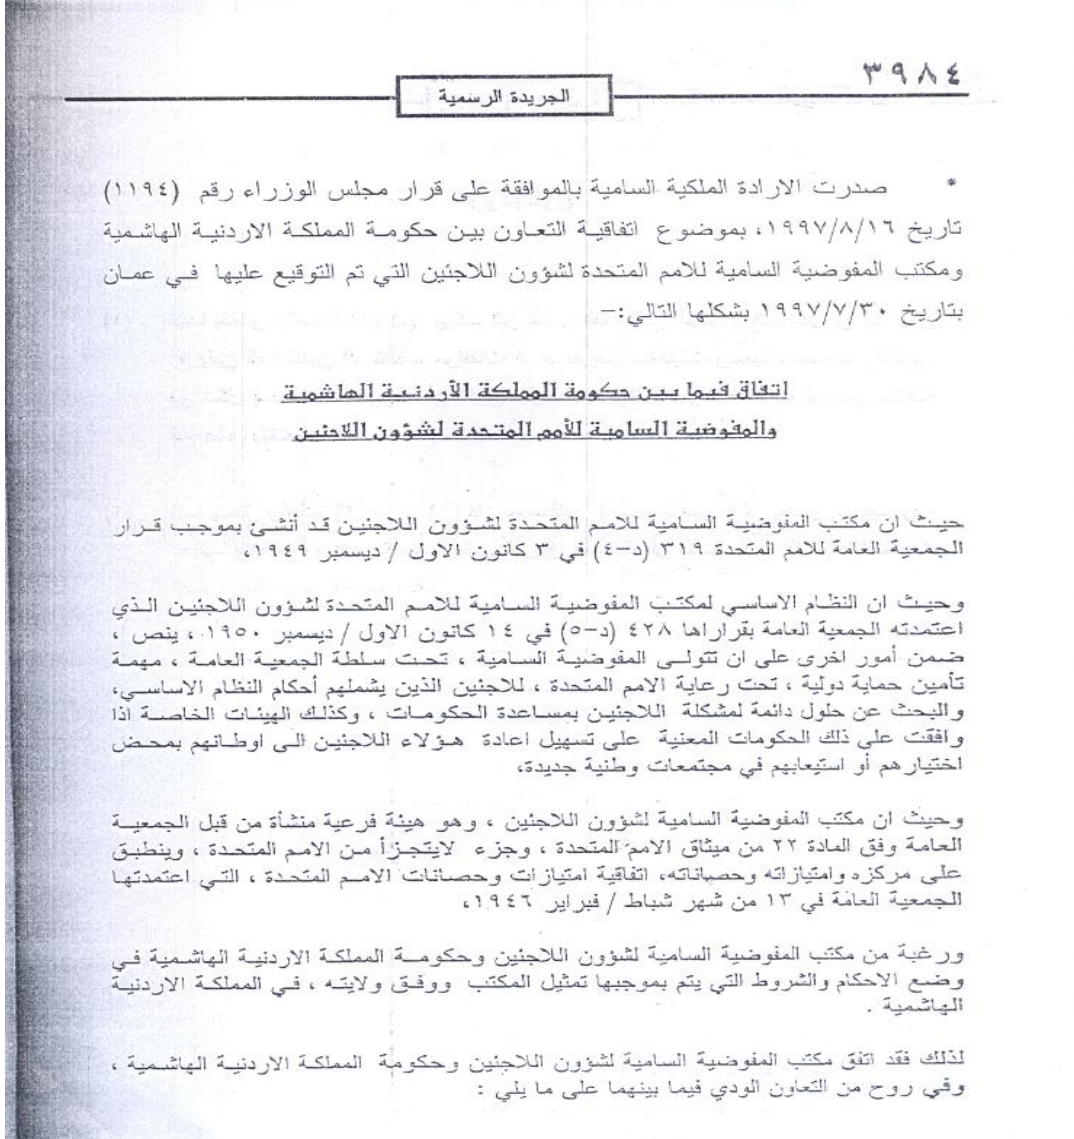 ٣٩٨٤
الجريدة الرسمية
* صدرت الارادة الملكية السامية بالموافقة على قرار مجلس الوزراء رقم (١١٩٤)
تاريخ ١٩٩٧/٨/١٦، بموضوع اتفاقية التعاون بين حكومة المملكة الاردنية الهاشمية
ومكتب المفوضية السامية للامم المتحدة لشؤون اللاجئين التي تم التوقيع عليها في عمان
بتاريخ ١٩٩٧/٧/٣٠ بشكلها التالي:-
إتفاق فيما بين حكومة المملكة الأردنية الهاشمية
والمفوضية السامية للأمم المتحدة لشؤون اللاجئين
حيث ان مكتب المفوضية السامية للامم المتحدة لشؤون اللاجئين قد أنشئ بموجب قرار
الجمعية العامة للامم المتحدة ٣١٩ (د-٤) في ٣ كانون الاول / ديسمبر ١٩٤٩،
وحيث ان النظام الاساسي لمكتب المفوضية السامية للامم المتحدة لشؤون اللاجئين الذي
اعتمدته الجمعية العامة بقراراها ٤٢٨ (د-٥) في ١٤ كانون الاول / ديسمبر ١٩٥٠، ينص ،
ضمن أمور اخرى على ان تتولى المفوضية السامية ، تحت سلطة الجمعية العامة ، مهمة
تأمين حماية دولية ، تحت رعاية الامم المتحدة ، للاجئين الذين يشملهم أحكام النظام الاساسي،
والبحث عن حلول دائمة لمشكلة اللاجئين بمساعدة الحكومات ، وكذلك الهيئات الخاصة اذا
وافقت على ذلك الحكومات المعنية على تسهيل اعادة هؤلاء اللاجئين الى اوطانهم بمحض
اختيارهم أو استيعابهم في مجتمعات وطنية جديدة،
وحيث ان مكتب المفوضية السامية لشؤون اللاجئين ، وهو هيئة فرعية منشأة من قبل الجمعية
العامة وفق المادة ٢٢ من ميثاق الامم المتحدة ، وجزء لايتجزأ من الامم المتحدة ، وينطبق
على مركزه وامتيازاته وحصاناته، اتفاقية امتيازات وحصانات الامم المتحدة ، التي اعتمدتها
الجمعية العامة في ١٣ من شهر شباط / فبراير ١٩٤٦،
ورغبة من مكتب المفوضية السامية لشؤون اللاجئين وحكومة المملكة الاردنية الهاشمية في
وضع الاحكام والشروط التي يتم بموجبها تمثيل المكتب ووفق ولايته ، في المملكة الاردنية
الهاشمية .
لذلك فقد اتفق مكتب المفوضية السامية لشؤون اللاجئين وحكومة المملكة الاردنية الهاشمية ،
وفي روح من التعاون الودي فيما بينهما على ما يلي :